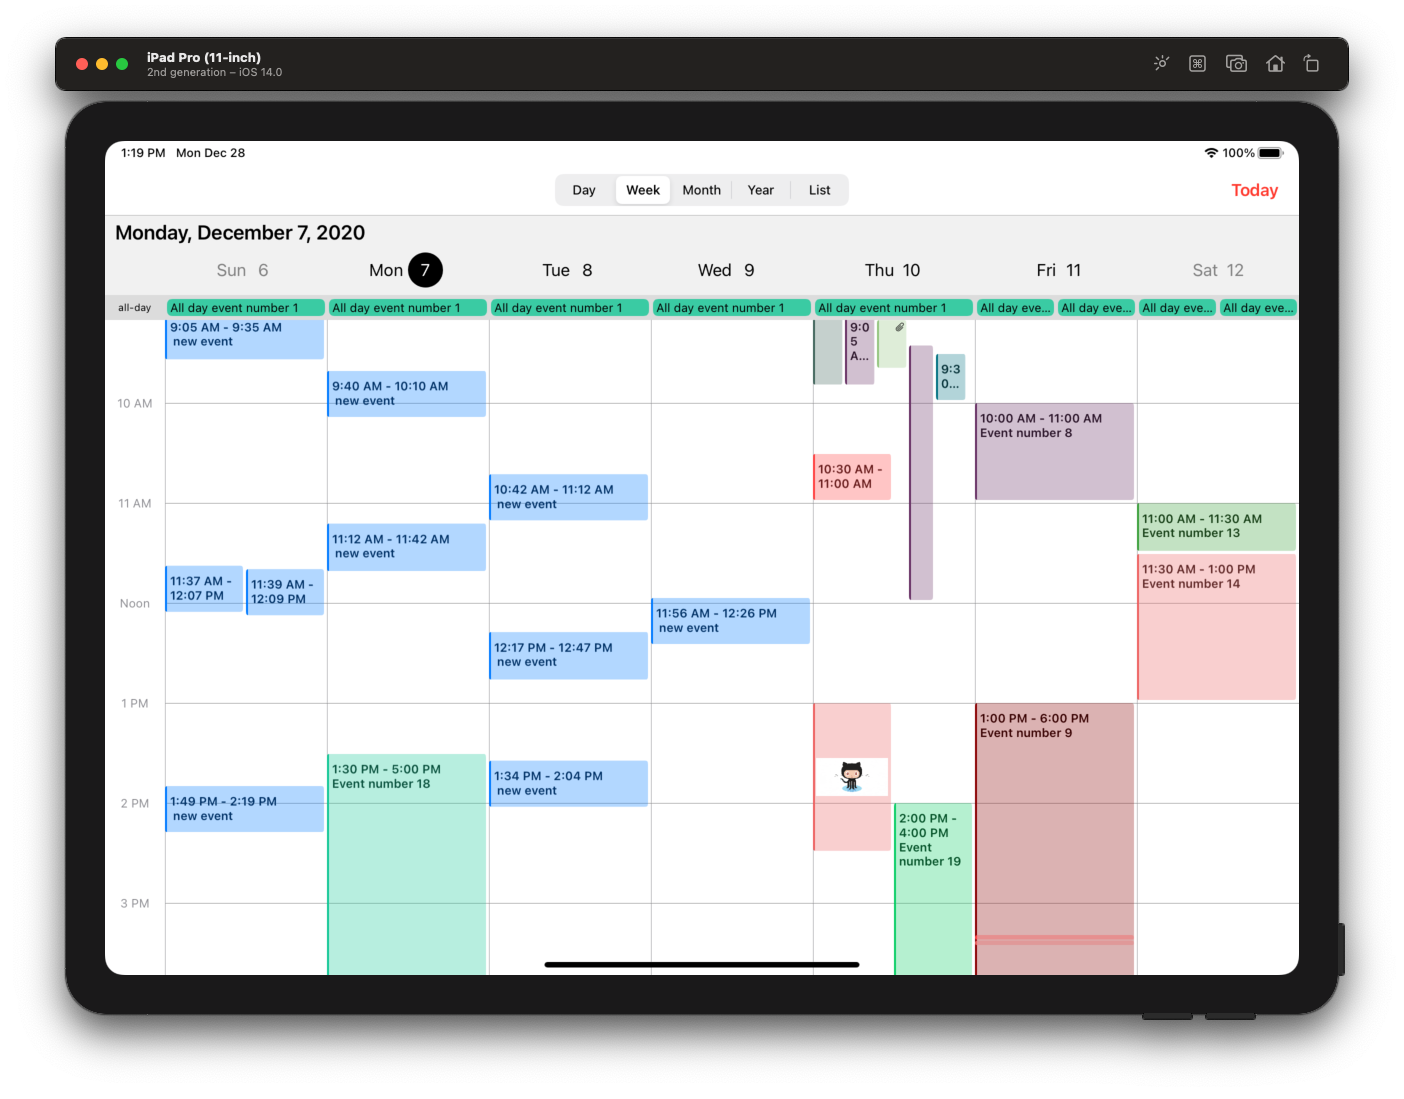 iPad Pro (11-inch)
2nd generation – iOS 14.0
1:19 PM Mon Dec 28
100%
Day Week Month Year List
Today
Monday, December 7, 2020
Sun 6 Mon 7 Tue 8 Wed 9 Thu 10 Fri 11 Sat 12
all-day
All day event number 1
All day event number 1
All day event number 1
All day event number 1
All day event number 1
All day eve...
All day eve...
All day eve...
All day eve...
10 AM
11 AM
Noon
1 PM
2 PM
3 PM
9:05 AM - 9:35 AM
new event
11:37 AM -
12:07 PM
11:39 AM -
12:09 PM
1:49 PM - 2:19 PM
new event
9:40 AM - 10:10 AM
new event
11:12 AM - 11:42 AM
new event
1:30 PM - 5:00 PM
Event number 18
10:42 AM - 11:12 AM
new event
12:17 PM - 12:47 PM
new event
1:34 PM - 2:04 PM
new event
11:56 AM - 12:26 PM
new event
9:0
5
A...
9:3
0...
10:30 AM -
11:00 AM
2:00 PM -
4:00 PM
Event
number 19
10:00 AM - 11:00 AM
Event number 8
1:00 PM - 6:00 PM
Event number 9
11:00 AM - 11:30 AM
Event number 13
11:30 AM - 1:00 PM
Event number 14